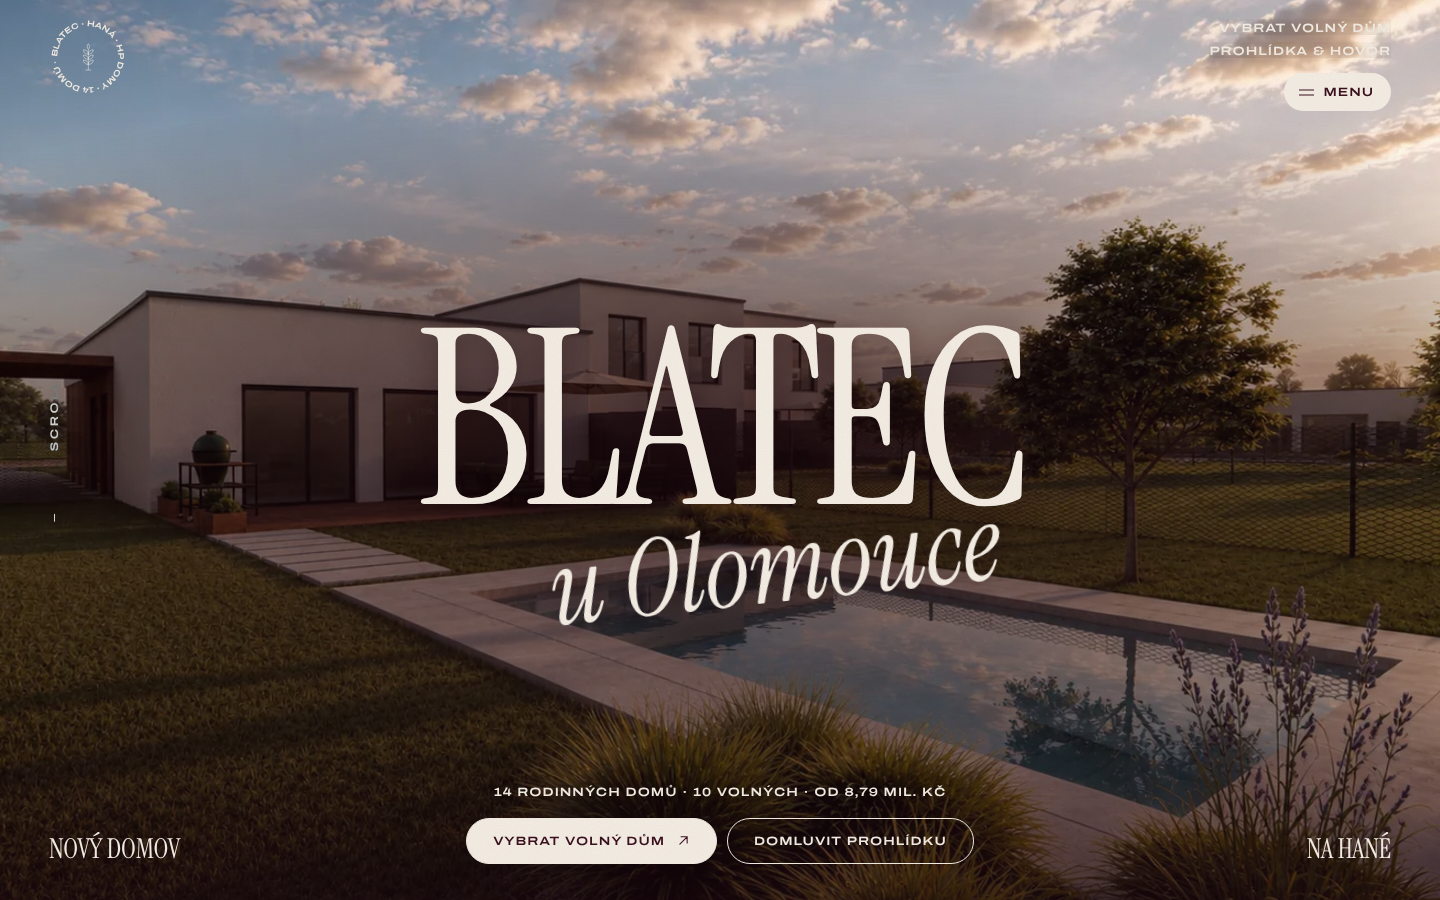 BLATEC · HANÁ · HP DOMY · 14 DOMŮ ·
VYBRAT VOLNÝ DŮM
PROHLÍDKA & HOVOR
MENU
BLATEC
u Olomouce
SCRO
14 RODINNÝCH DOMŮ · 10 VOLNÝCH · OD 8,79 MIL. KČ
VYBRAT VOLNÝ DŮM
DOMLUVIT PROHLÍDKU
NOVÝ DOMOV
NA HANÉ